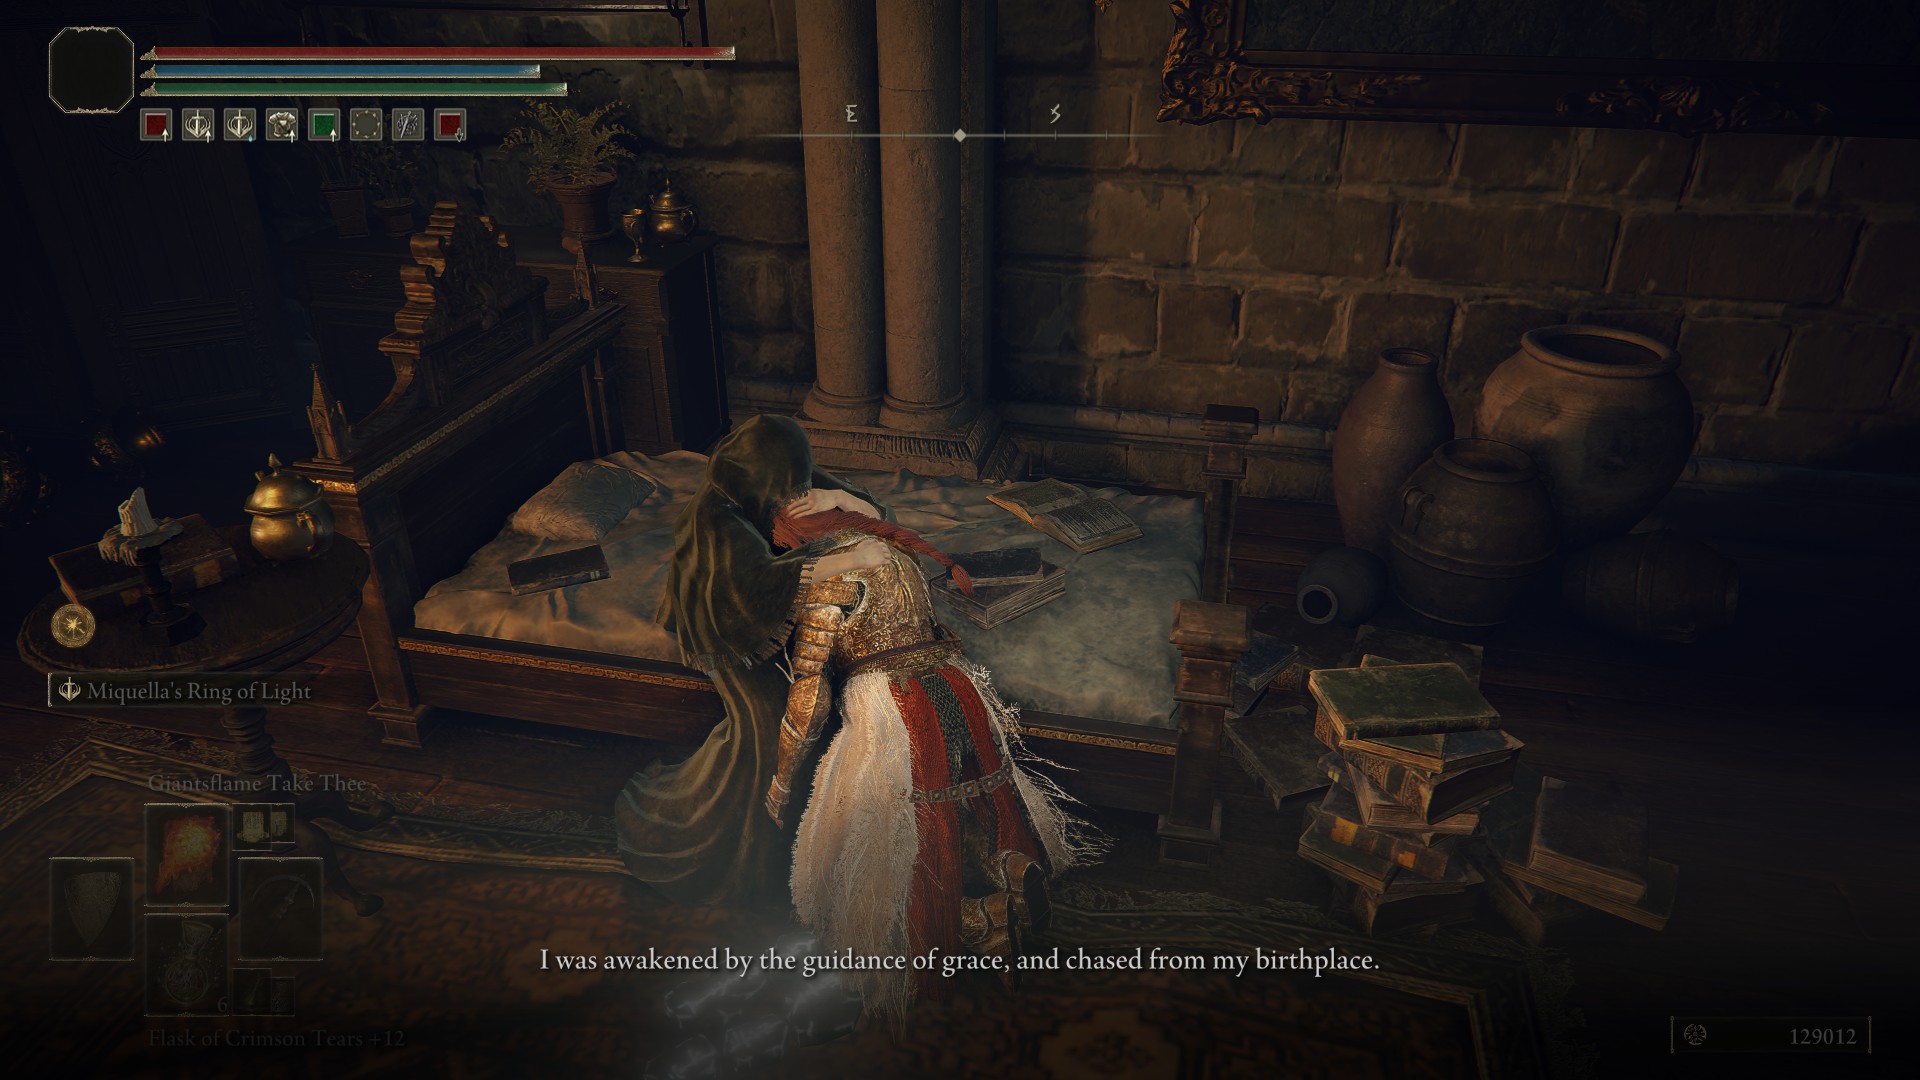 E
S
Miquella's Ring of Light
Giantsflame Take Thee
6
I was awakened by the guidance of grace, and chased from my birthplace.
Flask of Crimson Tears +12
129012